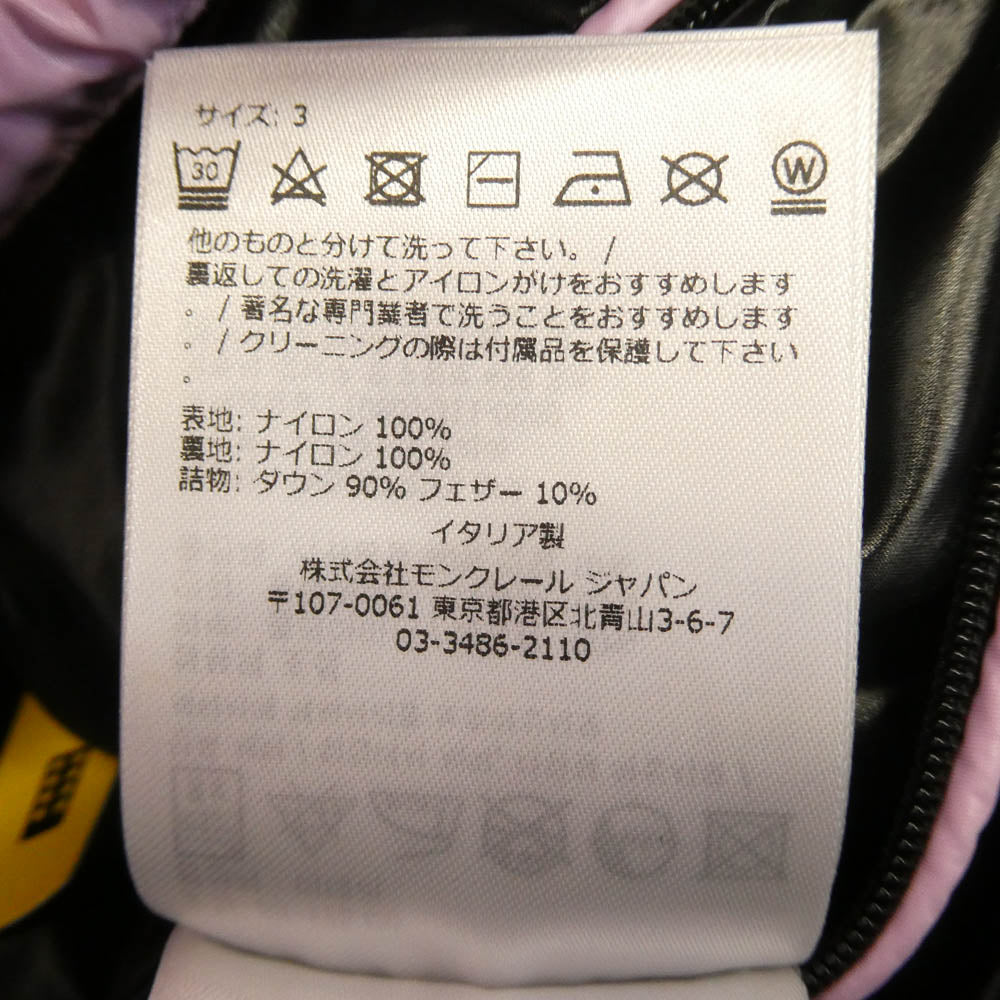 サイズ: 3
30
W
他のものと分けて洗って下さい。 /
裏返しての洗濯とアイロンがけをおすすめします
。 / 著名な専門業者で洗うことをおすすめします
。 / クリーニングの際は付属品を保護して下さい
。
表地: ナイロン 100%
裏地: ナイロン 100%
詰物: ダウン 90% フェザー 10%
イタリア製
株式会社モンクレール ジャパン
〒107-0061 東京都港区北青山3-6-7
03-3486-2110